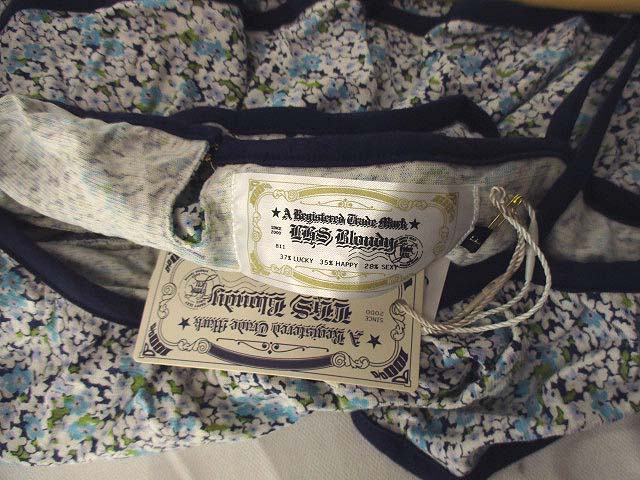 ★ A Registered Trade Mark ★
SINCE
2000
LHS Bloody
811
37% LUCKY 35% HAPPY 28% SEXY
LHS Bloody
SINCE
2000
★ A Registered Trade Mark ★